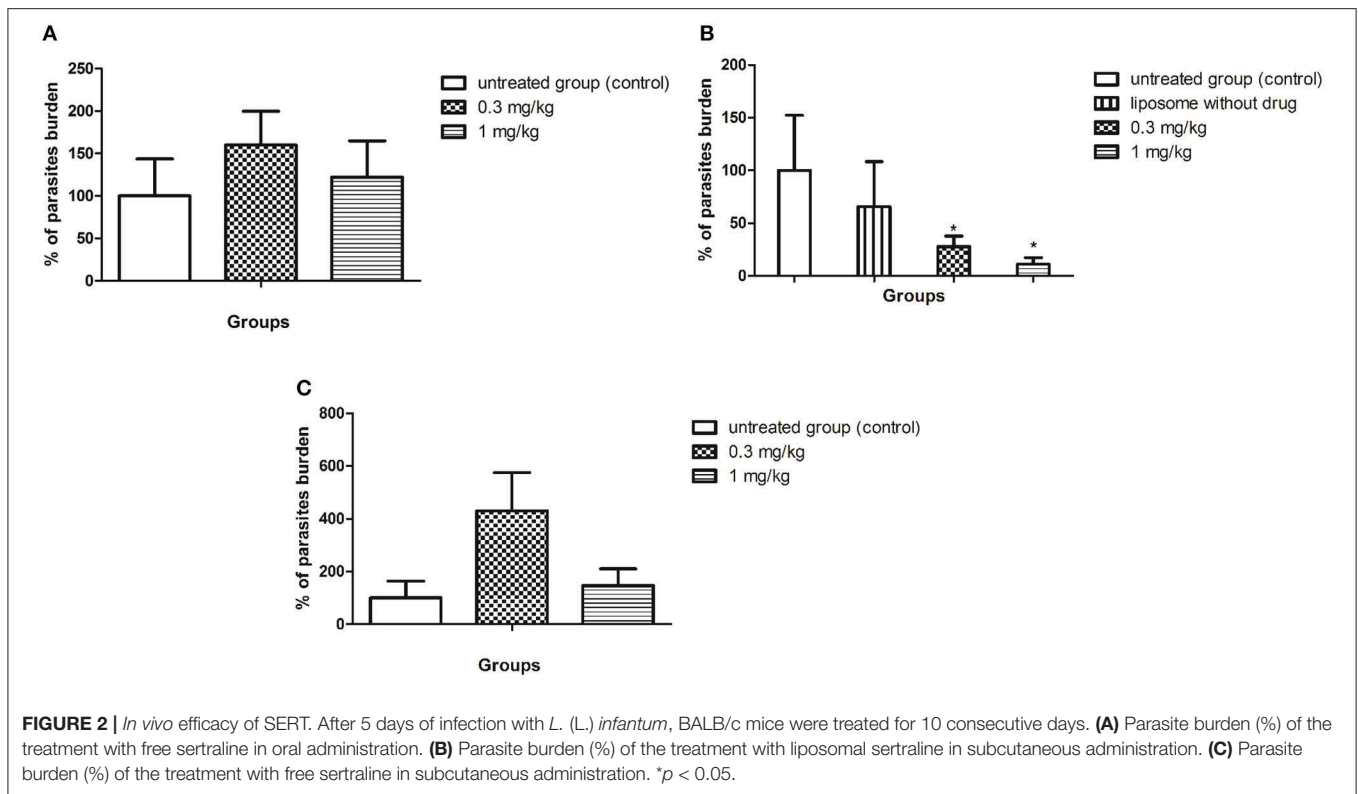 A
% of parasites burden
250
200
150
100
50
0
Groups
untreated group (control)
0.3 mg/kg
1 mg/kg
B
% of parasites burden
200
150
100
50
0
*
*
Groups
untreated group (control)
liposome without drug
0.3 mg/kg
1 mg/kg
C
% of parasites burden
800
600
400
200
0
Groups
untreated group (control)
0.3 mg/kg
1 mg/kg
FIGURE 2 | In vivo efficacy of SERT. After 5 days of infection with L. (L.) infantum, BALB/c mice were treated for 10 consecutive days. (A) Parasite burden (%) of the
treatment with free sertraline in oral administration. (B) Parasite burden (%) of the treatment with liposomal sertraline in subcutaneous administration. (C) Parasite
burden (%) of the treatment with free sertraline in subcutaneous administration. *p < 0.05.